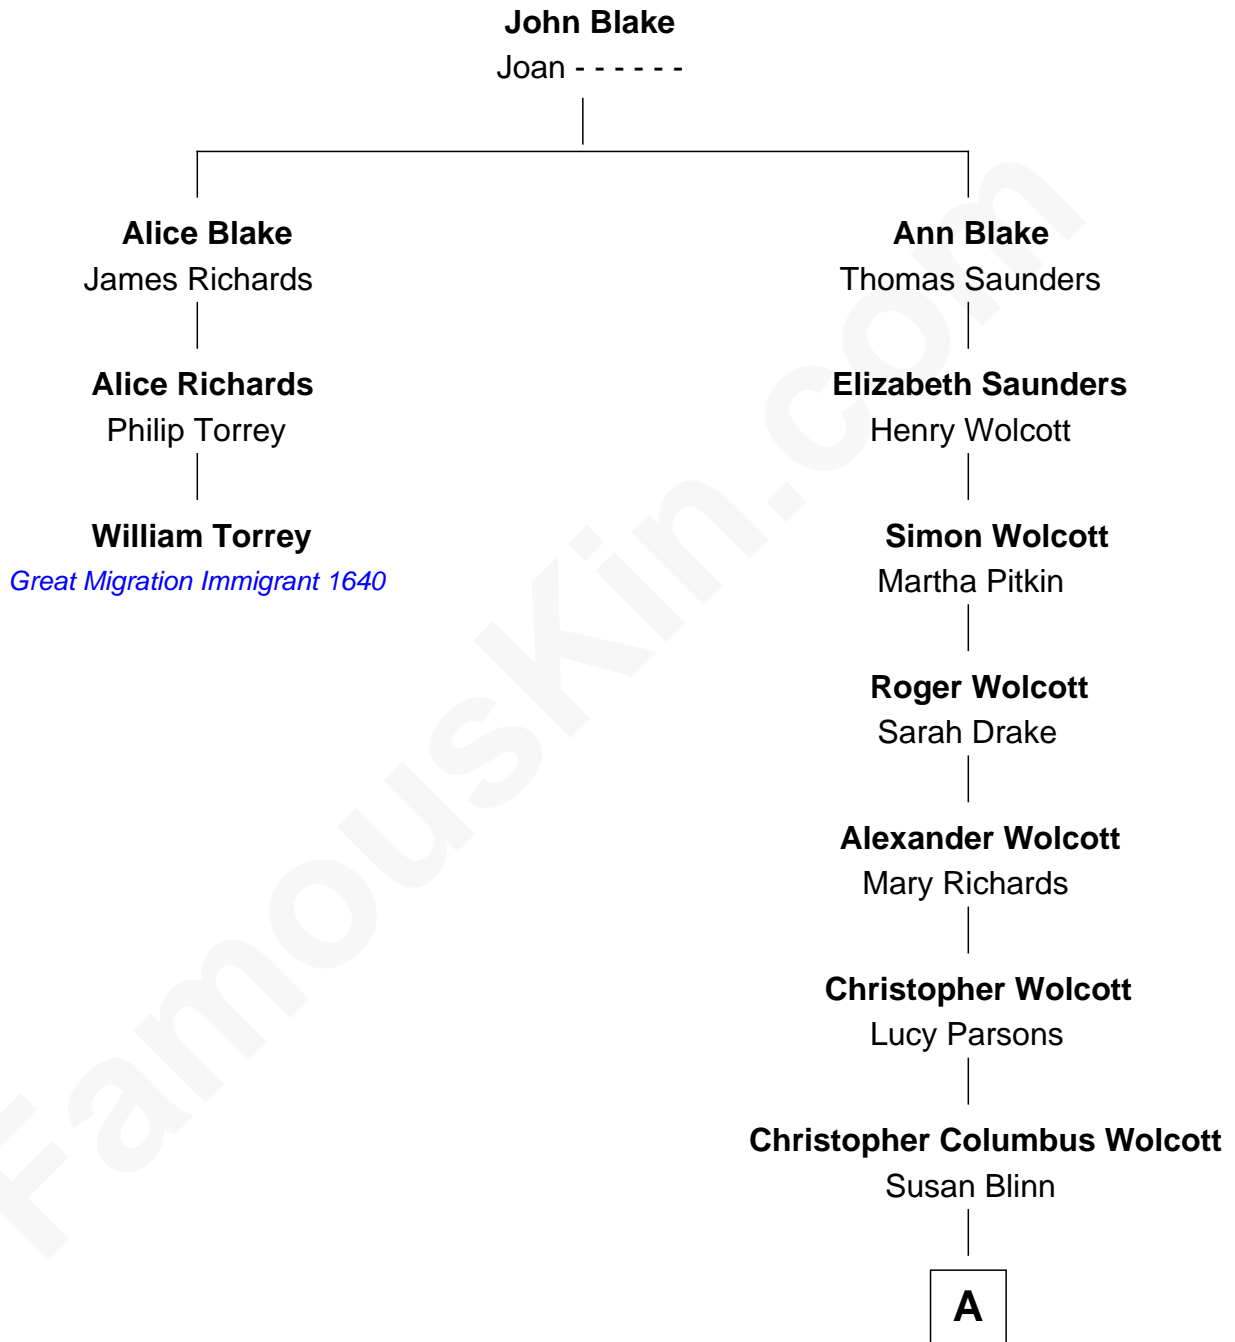 John Blake
Joan - - - - - -
Alice Blake
James Richards
Alice Richards
Philip Torrey
William Torrey
Great Migration Immigrant 1640
Ann Blake
Thomas Saunders
Elizabeth Saunders
Henry Wolcott
Simon Wolcott
Martha Pitkin
Roger Wolcott
Sarah Drake
Alexander Wolcott
Mary Richards
Christopher Wolcott
Lucy Parsons
Christopher Columbus Wolcott
Susan Blinn
A
FamousKin.com